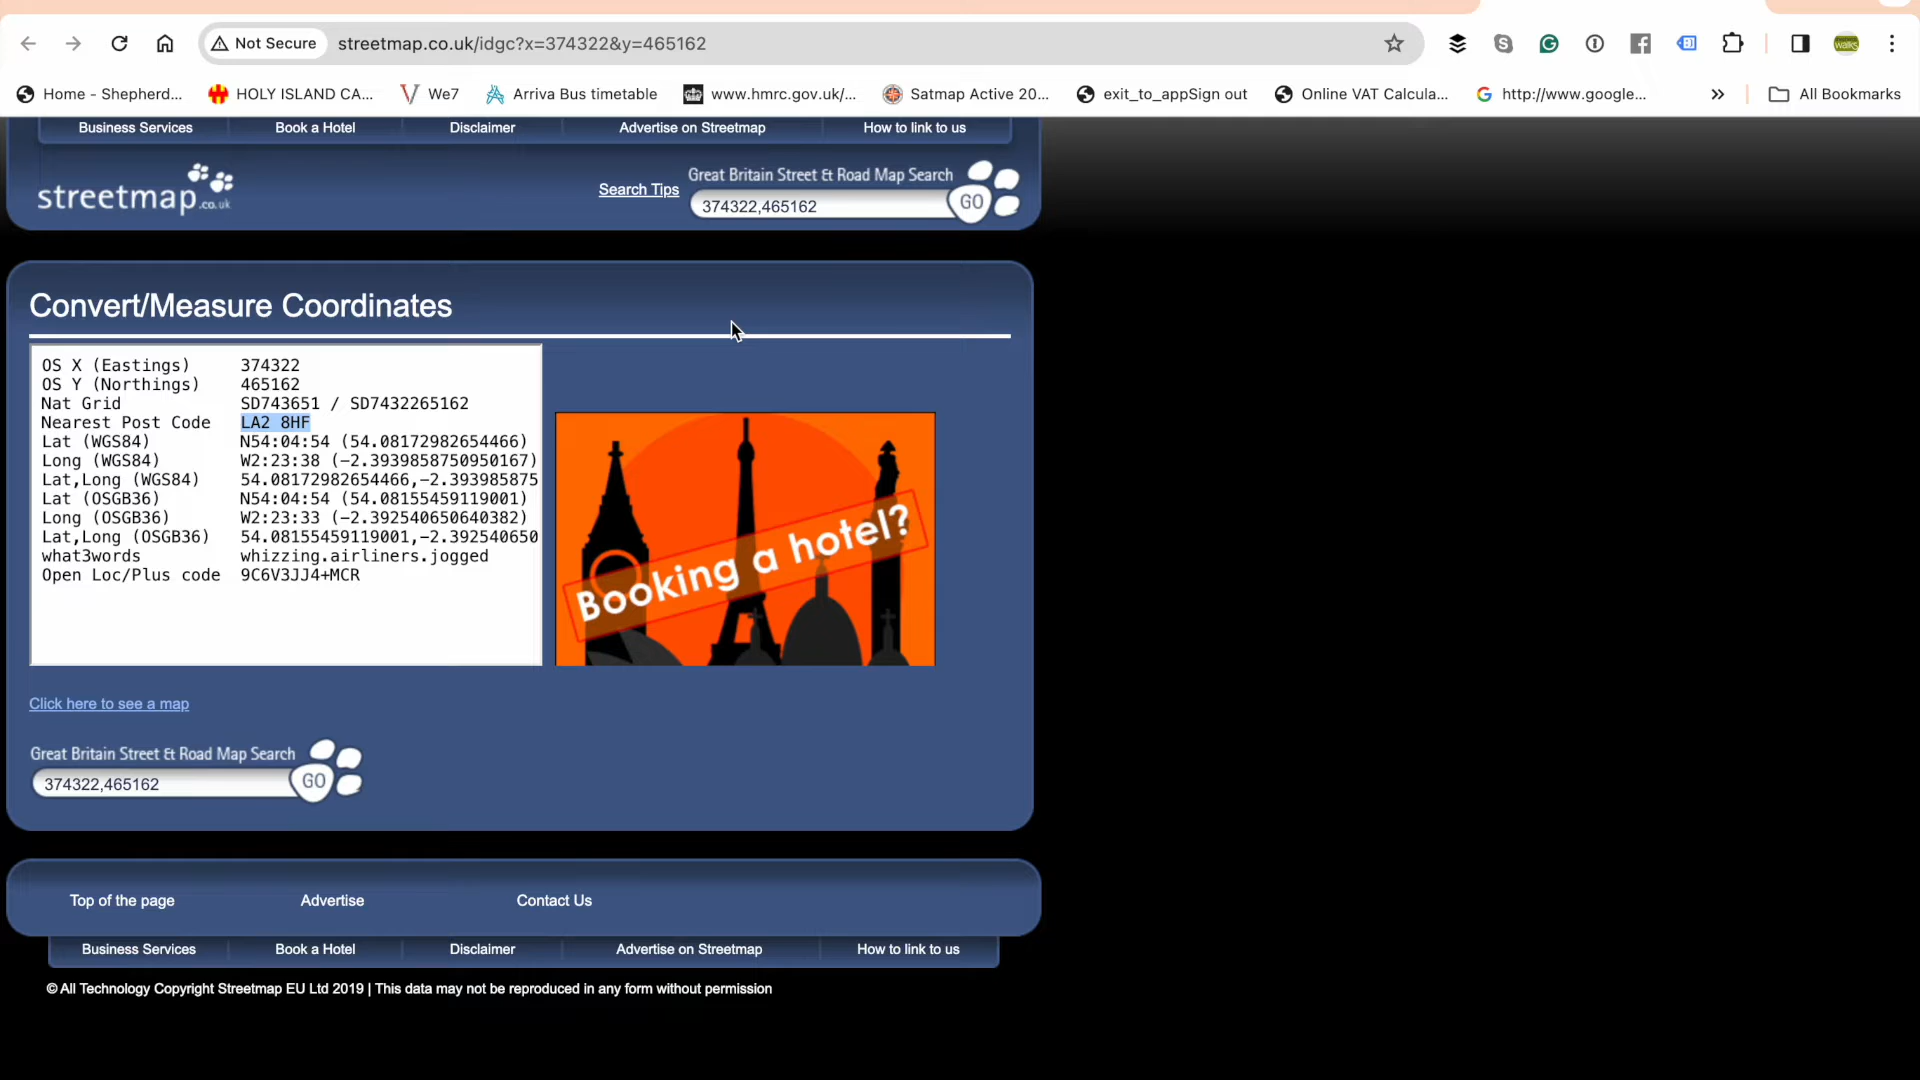 Not Secure streetmap.co.uk/idgc?x=374322&y=465162
Home - Shepherd... HOLY ISLAND CA... We7 Arriva Bus timetable www.hmrc.gov.uk/... Satmap Active 20... exit_to_appSign out Online VAT Calcula... http://www.google... » All Bookmarks
Business Services Book a Hotel Disclaimer Advertise on Streetmap How to link to us
streetmap.co.uk
Great Britain Street & Road Map Search
Search Tips 374322,465162 GO
Convert/Measure Coordinates
OS X (Eastings) 374322
OS Y (Northings) 465162
Nat Grid SD743651 / SD7432265162
Nearest Post Code LA2 8HF
Lat (WGS84) N54:04:54 (54.08172982654466)
Long (WGS84) W2:23:38 (-2.3939858750950167)
Lat,Long (WGS84) 54.08172982654466,-2.393985875
Lat (OSGB36) N54:04:54 (54.08155459119001)
Long (OSGB36) W2:23:33 (-2.392540650640382)
Lat,Long (OSGB36) 54.08155459119001,-2.392540650
what3words whizzing.airliners.jogged
Open Loc/Plus code 9C6V3JJ4+MCR
Booking a hotel?
Click here to see a map
Great Britain Street & Road Map Search
374322,465162 GO
Top of the page Advertise Contact Us
Business Services Book a Hotel Disclaimer Advertise on Streetmap How to link to us
© All Technology Copyright Streetmap EU Ltd 2019 | This data may not be reproduced in any form without permission